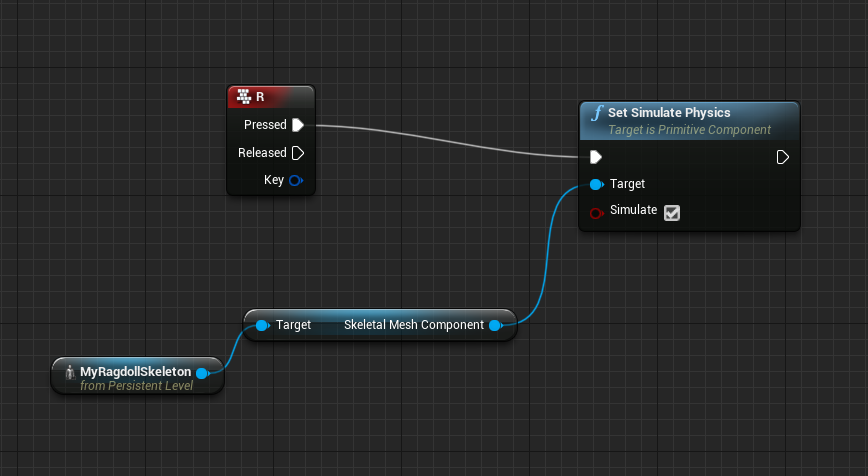 R
Pressed
Released
Key
Set Simulate Physics
Target is Primitive Component
Target
Simulate
Target Skeletal Mesh Component
MyRagdollSkeleton
from Persistent Level